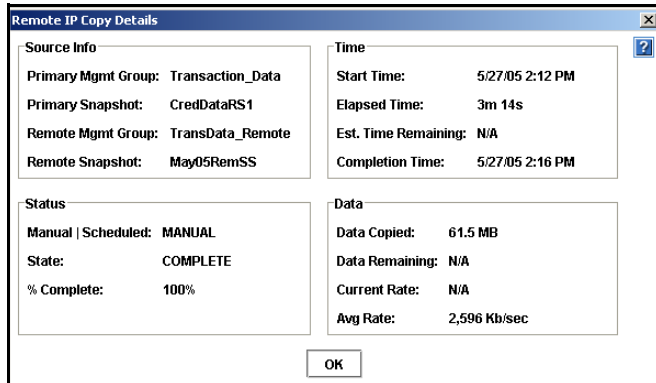 Remote IP Copy Details
Source Info
Primary Mgmt Group: Transaction_Data
Primary Snapshot: CredDataRS1
Remote Mgmt Group: TransData_Remote
Remote Snapshot: May05RemSS
Time
Start Time: 5/27/05 2:12 PM
Elapsed Time: 3m 14s
Est. Time Remaining: N/A
Completion Time: 5/27/05 2:16 PM
?
Status
Manual | Scheduled: MANUAL
State: COMPLETE
% Complete: 100%
Data
Data Copied: 61.5 MB
Data Remaining: N/A
Current Rate: N/A
Avg Rate: 2,596 Kb/sec
OK